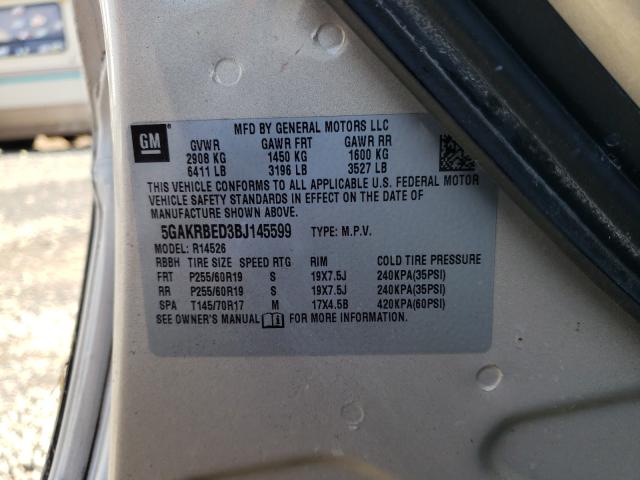 MFD BY GENERAL MOTORS LLC
GM
GVWR GAWR FRT GAWR RR
2908 KG 1450 KG 1600 KG
6411 LB 3196 LB 3527 LB
THIS VEHICLE CONFORMS TO ALL APPLICABLE U.S. FEDERAL MOTOR
VEHICLE SAFETY STANDARDS IN EFFECT ON THE DATE OF
MANUFACTURE SHOWN ABOVE.
5GAKRBED3BJ145599 TYPE: M.P.V.
MODEL: R14526
RBBH TIRE SIZE SPEED RTG RIM COLD TIRE PRESSURE
FRT P255/60R19 S 19X7.5J 240KPA(35PSI)
RR P255/60R19 S 19X7.5J 240KPA(35PSI)
SPA T145/70R17 M 17X4.5B 420KPA(60PSI)
SEE OWNER'S MANUAL FOR MORE INFORMATION.